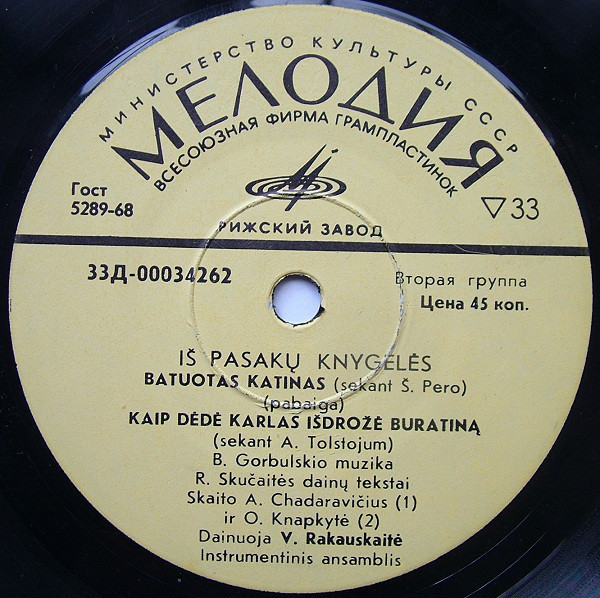 МИНИСТЕРСТВО КУЛЬТУРЫ СССР
МЕЛОДИЯ
ВСЕСОЮЗНАЯ ФИРМА ГРАМПЛАСТИНОК
Гост
5289-68
▽33
РИЖСКИЙ ЗАВОД
33Д-00034262
Вторая группа
Цена 45 коп.
IŠ PASAKŲ KNYGELĖS
BATUOTAS KATINAS (sekant Š. Pero)
(pabaiga)
KAIP DĖDĖ KARLAS IŠDROŽĖ BURATINĄ
(sekant A. Tolstojum)
B. Gorbulskio muzika
R. Skučaitės dainų tekstai
Skaito A. Chadaravičius (1)
ir O. Knapkytė (2)
Dainuoja V. Rakauskaitė
Instrumentinis ansamblis